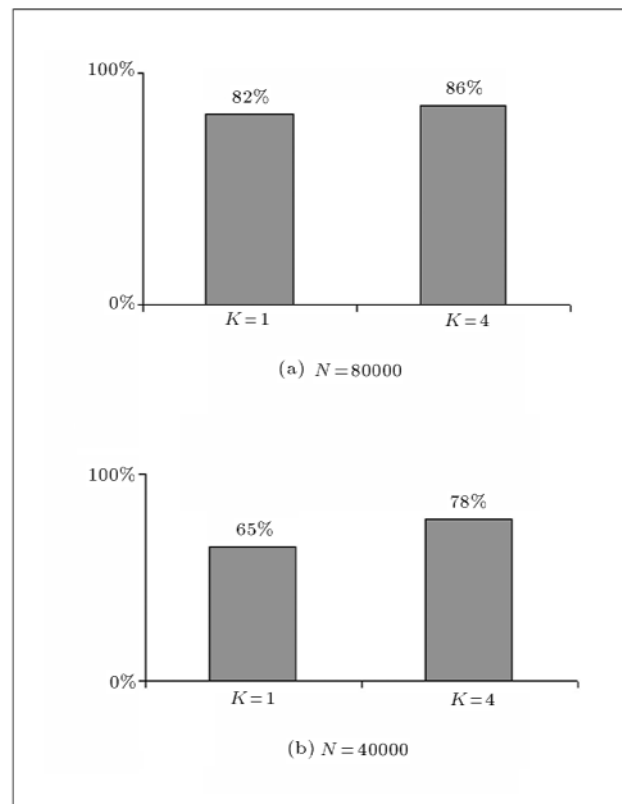 100%
82%
86%
0%
K=1
K=4
(a) N=80000
100%
65%
78%
0%
K=1
K=4
(b) N=40000